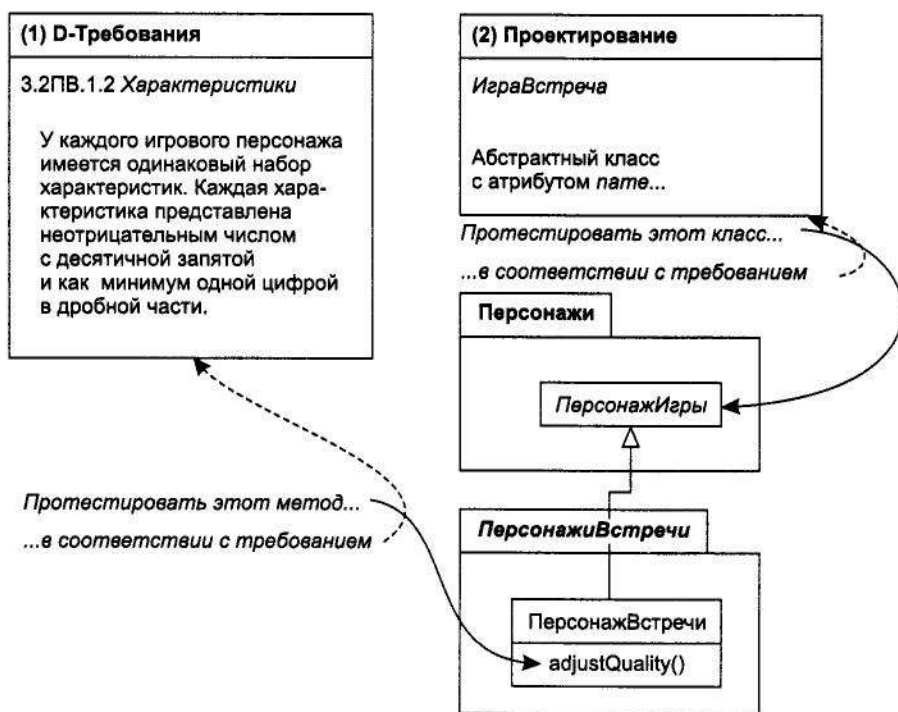 (1) D-Требования
3.2ПВ.1.2 Характеристики
У каждого игрового персонажа
имеется одинаковый набор
характеристик. Каждая хара-
ктеристика представлена
неотрицательным числом
с десятичной запятой
и как минимум одной цифрой
в дробной части.
(2) Проектирование
ИграВстреча
Абстрактный класс
с атрибутом пате...
Протестировать этот класс...
...в соответствии с требованием
Персонажи
ПерсонажИгры
Протестировать этот метод...
...в соответствии с требованием
ПерсонажиВстречи
ПерсонажВстречи
adjustQuality()